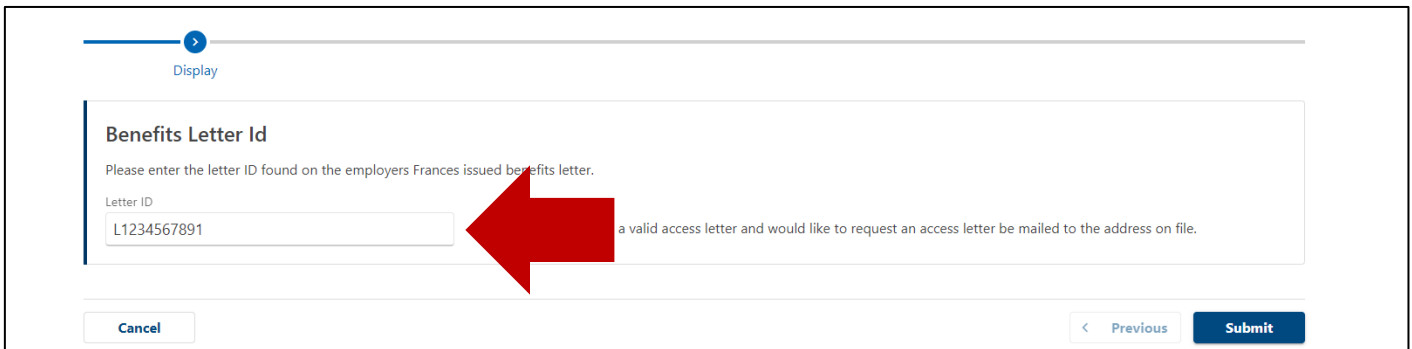 Display
Benefits Letter Id
Please enter the letter ID found on the employers Frances issued benefits letter.
Letter ID
L1234567891
a valid access letter and would like to request an access letter be mailed to the address on file.
Cancel
Previous
Submit